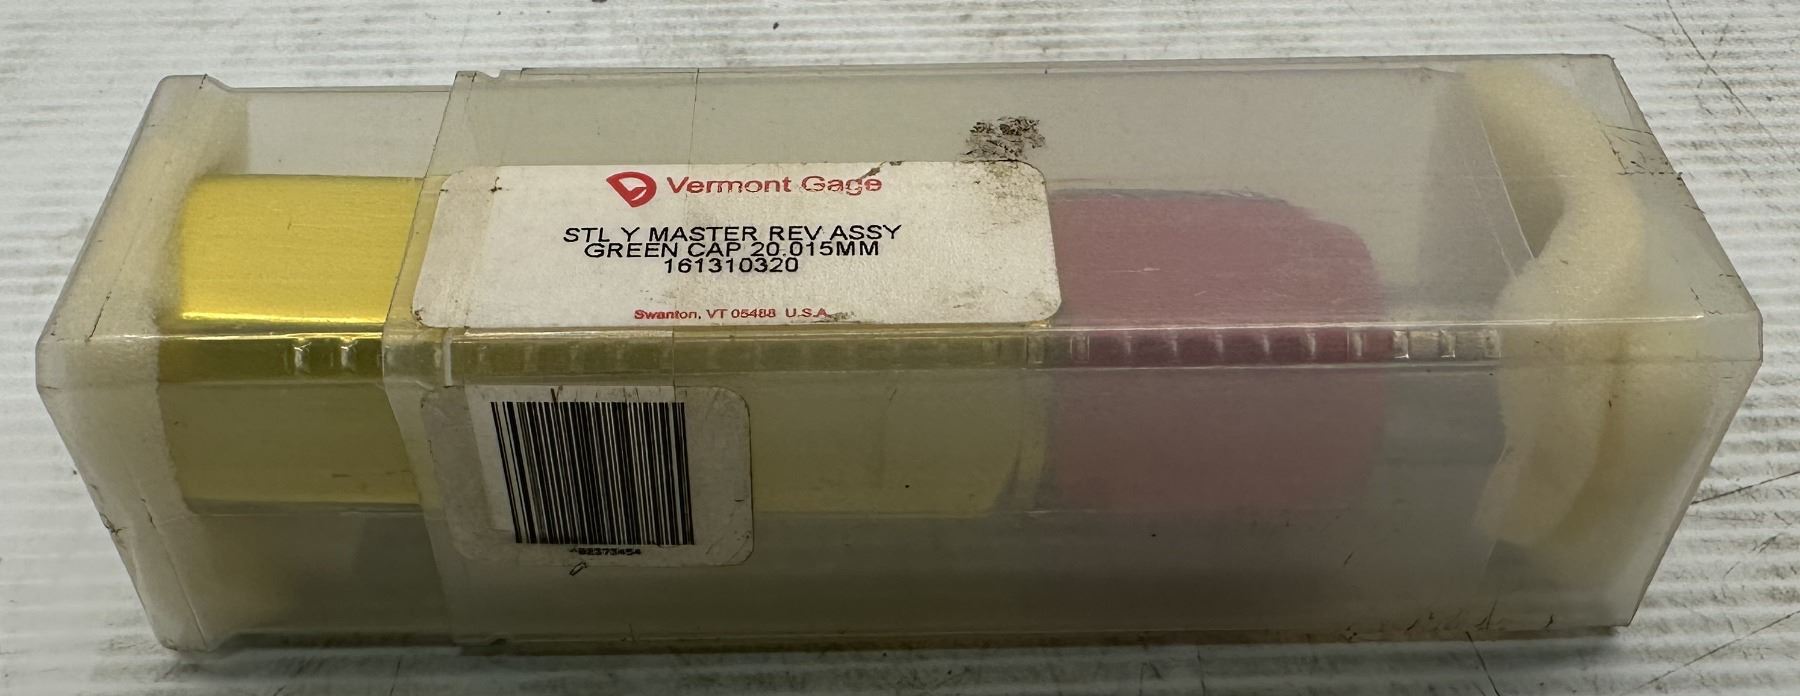 Vermont Gage
STL Y MASTER REV ASSY
GREEN CAP 20.015MM
161310320
Swanton, VT 05488 U.S.A.